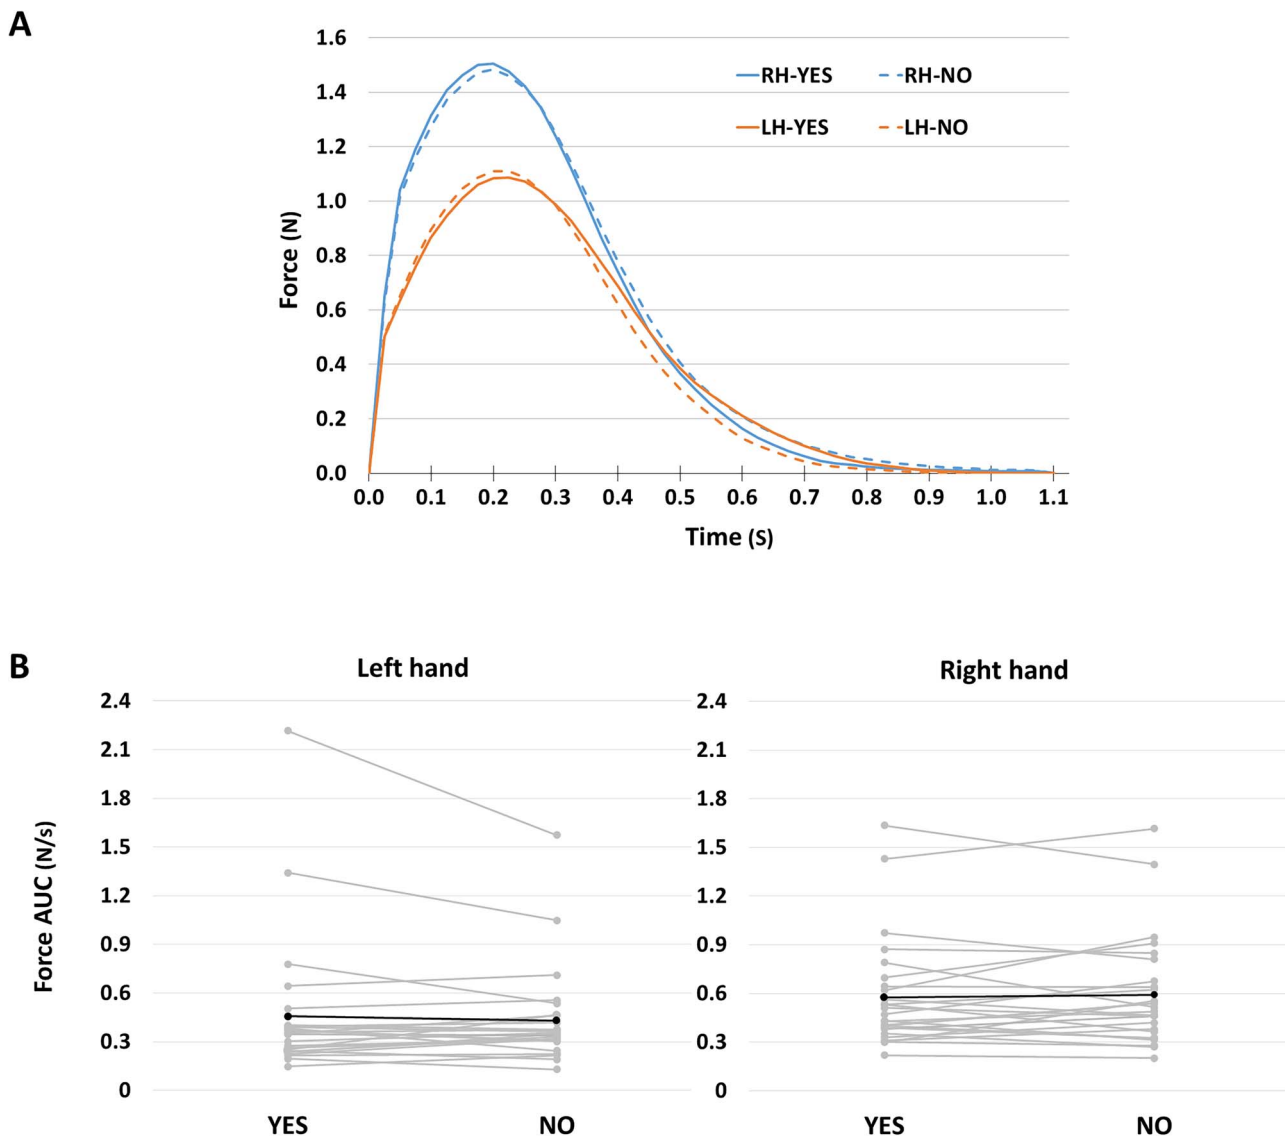 A
1.6
1.4
1.2
1.0
0.8
0.6
0.4
0.2
0.0
Force (N)
RH-YES RH-NO
LH-YES LH-NO
0.0 0.1 0.2 0.3 0.4 0.5 0.6 0.7 0.8 0.9 1.0 1.1
Time (S)
B
Left hand
2.4
2.1
1.8
1.5
1.2
0.9
0.6
0.3
0
Force AUC (N/s)
YES NO
Right hand
2.4
2.1
1.8
1.5
1.2
0.9
0.6
0.3
0
YES NO